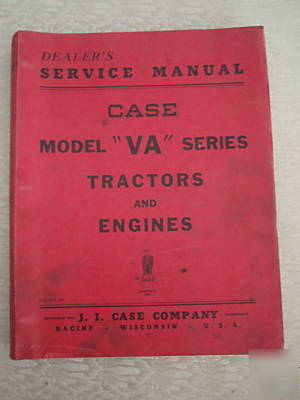 DEALER'S
SERVICE MANUAL
CASE
MODEL "VA" SERIES
TRACTORS
AND
ENGINES
J. I. CASE COMPANY
RACINE - WISCONSIN - U. S. A.